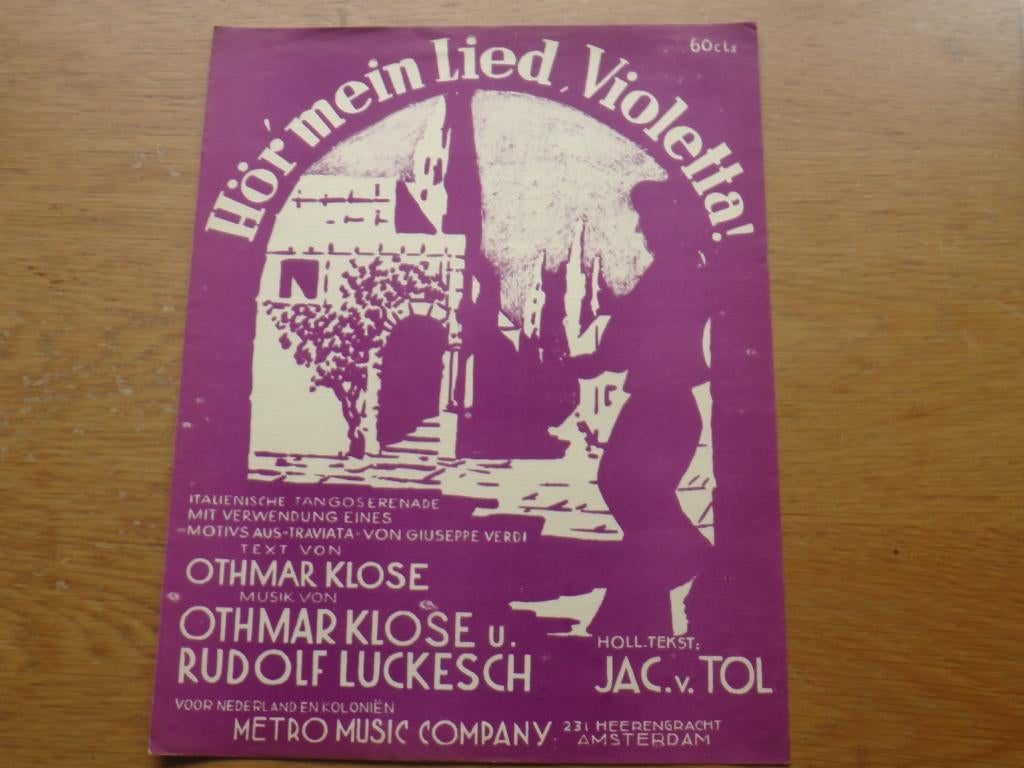 60cts
Hör' mein Lied, Violetta!
ITALIENISCHE TANGOSERENADE
MIT VERWENDUNG EINES
MOTIVS AUS "TRAVIATA" VON GIUSEPPE VERDI
TEXT VON
OTHMAR KLOSE
MUSIK VON
OTHMAR KLOSE u.
RUDOLF LUCKESCH
HOLL. TEKST:
JAC. v. TOL
VOOR NEDERLAND EN KOLONIËN
METRO MUSIC COMPANY.
231 HEERENGRACHT
AMSTERDAM